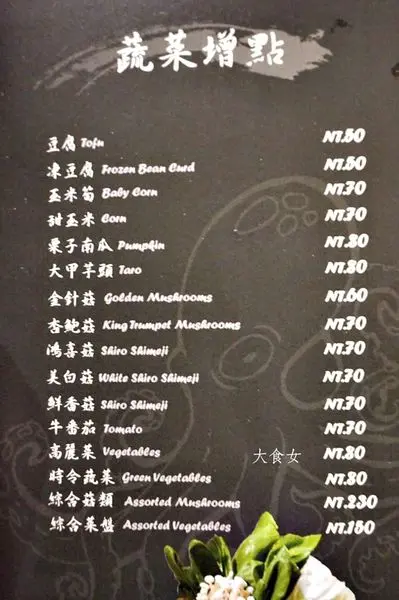 蔬菜增點
豆腐 Tofu NT.50
凍豆腐 Frozen Bean Curd NT.50
玉米筍 Baby Corn NT.70
甜玉米 Corn NT.70
栗子南瓜 Pumpkin NT.80
大甲芋頭 Taro NT.80
金針菇 Golden Mushrooms NT.60
杏鮑菇 King Trumpet Mushrooms NT.70
鴻喜菇 Shiro Shimeji NT.70
美白菇 White Shiro Shimeji NT.70
鮮香菇 Shiro Shimeji NT.70
牛番茄 Tomato NT.70
高麗菜 Vegetables NT.80
大食女
時令蔬菜 Green Vegetables NT.80
綜合菇類 Assorted Mushrooms NT.230
綜合菜盤 Assorted Vegetables NT.150